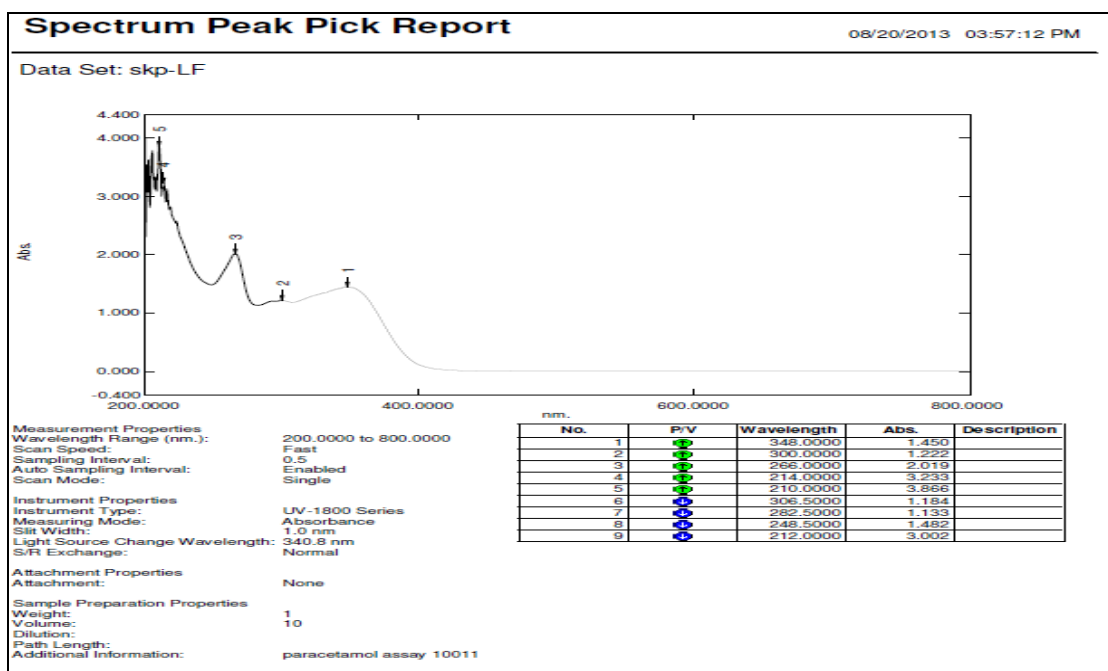 Spectrum Peak Pick Report
08/20/2013 03:57:12 PM
Data Set: skp-LF
4.400
4.000
3.000
2.000
1.000
0.000
-0.400
Abs.
5
4
3
2
1
200.0000 400.0000 600.0000 800.0000
nm.
Measurement Properties
Wavelength Range (nm.): 200.0000 to 800.0000
Scan Speed: Fast
Sampling Interval: 0.5
Auto Sampling Interval: Enabled
Scan Mode: Single
Instrument Properties
Instrument Type: UV-1800 Series
Measuring Mode: Absorbance
Slit Width: 1.0 nm
Light Source Change Wavelength: 340.8 nm
S/R Exchange: Normal
Attachment Properties
Attachment: None
Sample Preparation Properties
Weight: 1
Volume: 10
Dilution:
Path Length:
Additional Information: paracetamol assay 10011
No. P/V Wavelength Abs. Description
1 348.0000 1.450
2 300.0000 1.222
3 266.0000 2.019
4 214.0000 3.233
5 210.0000 3.866
6 306.5000 1.184
7 282.5000 1.133
8 248.5000 1.482
9 212.0000 3.002